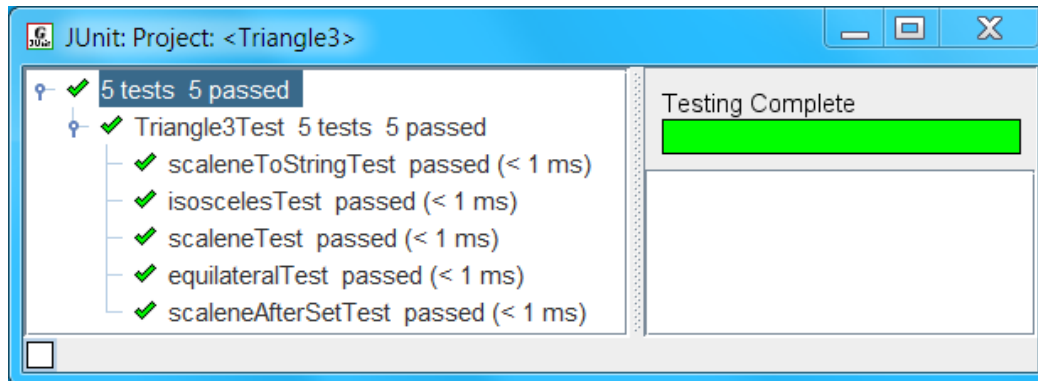 JUnit: Project: <Triangle3>
5 tests 5 passed
Triangle3Test 5 tests 5 passed
scaleneToStringTest passed (< 1 ms)
isoscelesTest passed (< 1 ms)
scaleneTest passed (< 1 ms)
equilateralTest passed (< 1 ms)
scaleneAfterSetTest passed (< 1 ms)
Testing Complete